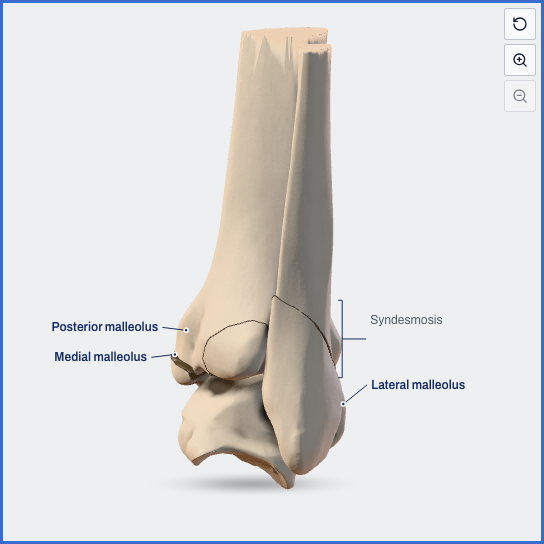 Syndesmosis
Posterior malleolus
Medial malleolus
Lateral malleolus